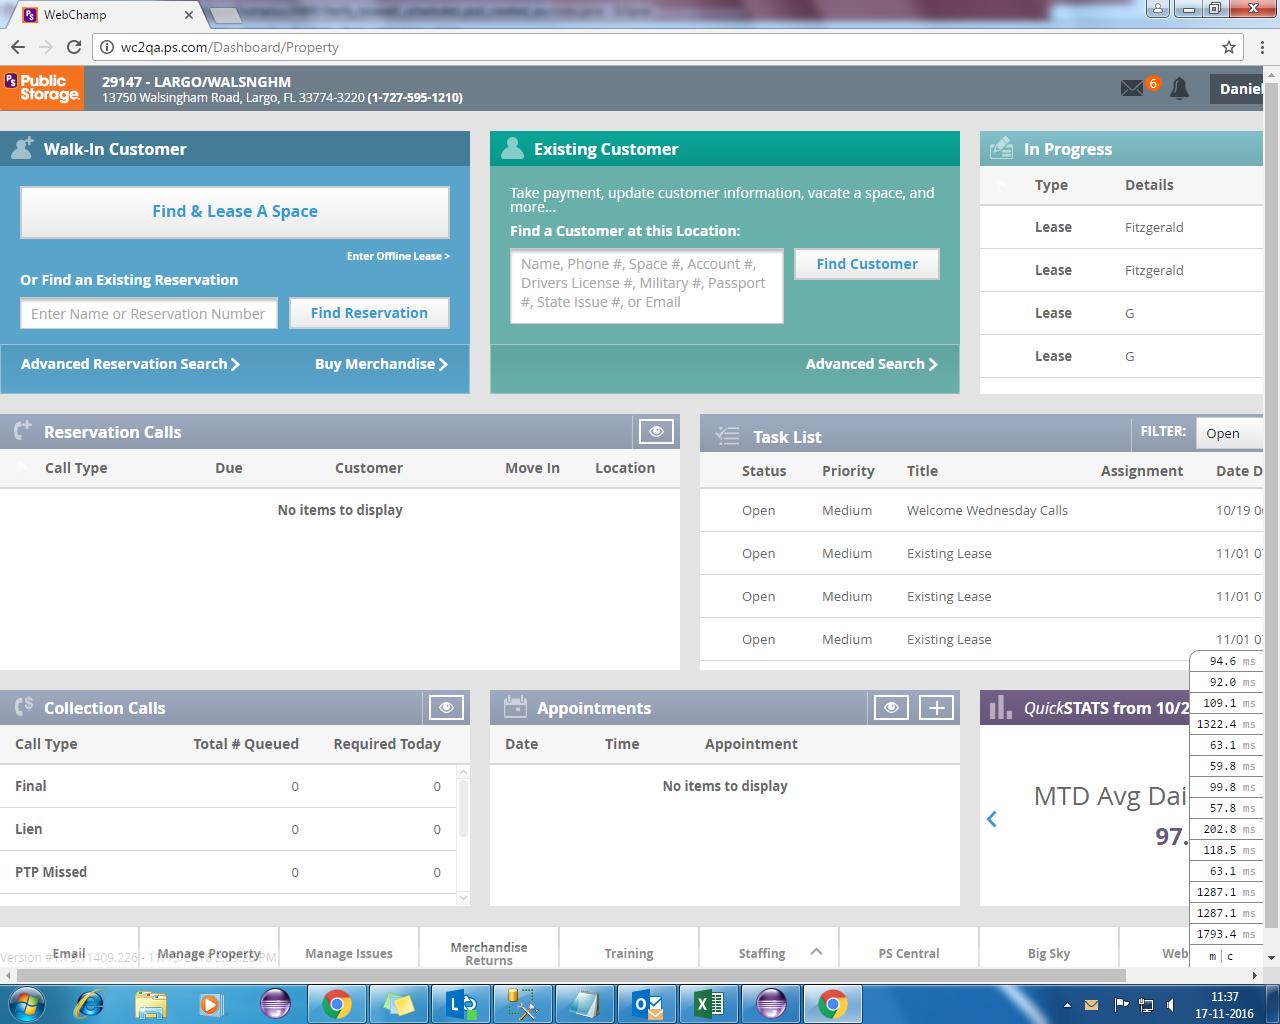 WebChamp
wc2qa.ps.com/Dashboard/Property
PS Public Storage.
29147 - LARGO/WALSNGHM
13750 Walsingham Road, Largo, FL 33774-3220 (1-727-595-1210)
6
Daniel
Walk-In Customer
Find & Lease A Space
Enter Offline Lease >
Or Find an Existing Reservation
Enter Name or Reservation Number
Find Reservation
Advanced Reservation Search
Buy Merchandise
Existing Customer
Take payment, update customer information, vacate a space, and
more...
Find a Customer at this Location:
Name, Phone #, Space #, Account #,
Drivers License #, Military #, Passport
#, State Issue #, or Email
Find Customer
Advanced Search
In Progress
Type Details
Lease Fitzgerald
Lease Fitzgerald
Lease G
Lease G
Reservation Calls
Call Type Due Customer Move In Location
No items to display
Task List
FILTER: Open
Status Priority Title Assignment Date D
Open Medium Welcome Wednesday Calls 10/19 0
Open Medium Existing Lease 11/01 0
Open Medium Existing Lease 11/01 0
Open Medium Existing Lease 11/01 0
Collection Calls
Call Type Total # Queued Required Today
Final 0 0
Lien 0 0
PTP Missed 0 0
Appointments
Date Time Appointment
No items to display
QuickSTATS from 10/2
MTD Avg Dai
97.
94.6 ms
92.0 ms
109.1 ms
1322.4 ms
63.1 ms
59.8 ms
99.8 ms
57.8 ms
202.8 ms
118.5 ms
63.1 ms
1287.1 ms
1287.1 ms
1793.4 ms
m | c
Email
Manage Property
Manage Issues
Merchandise
Returns
Training
Staffing
PS Central
Big Sky
Web
Version
11:37
17-11-2016